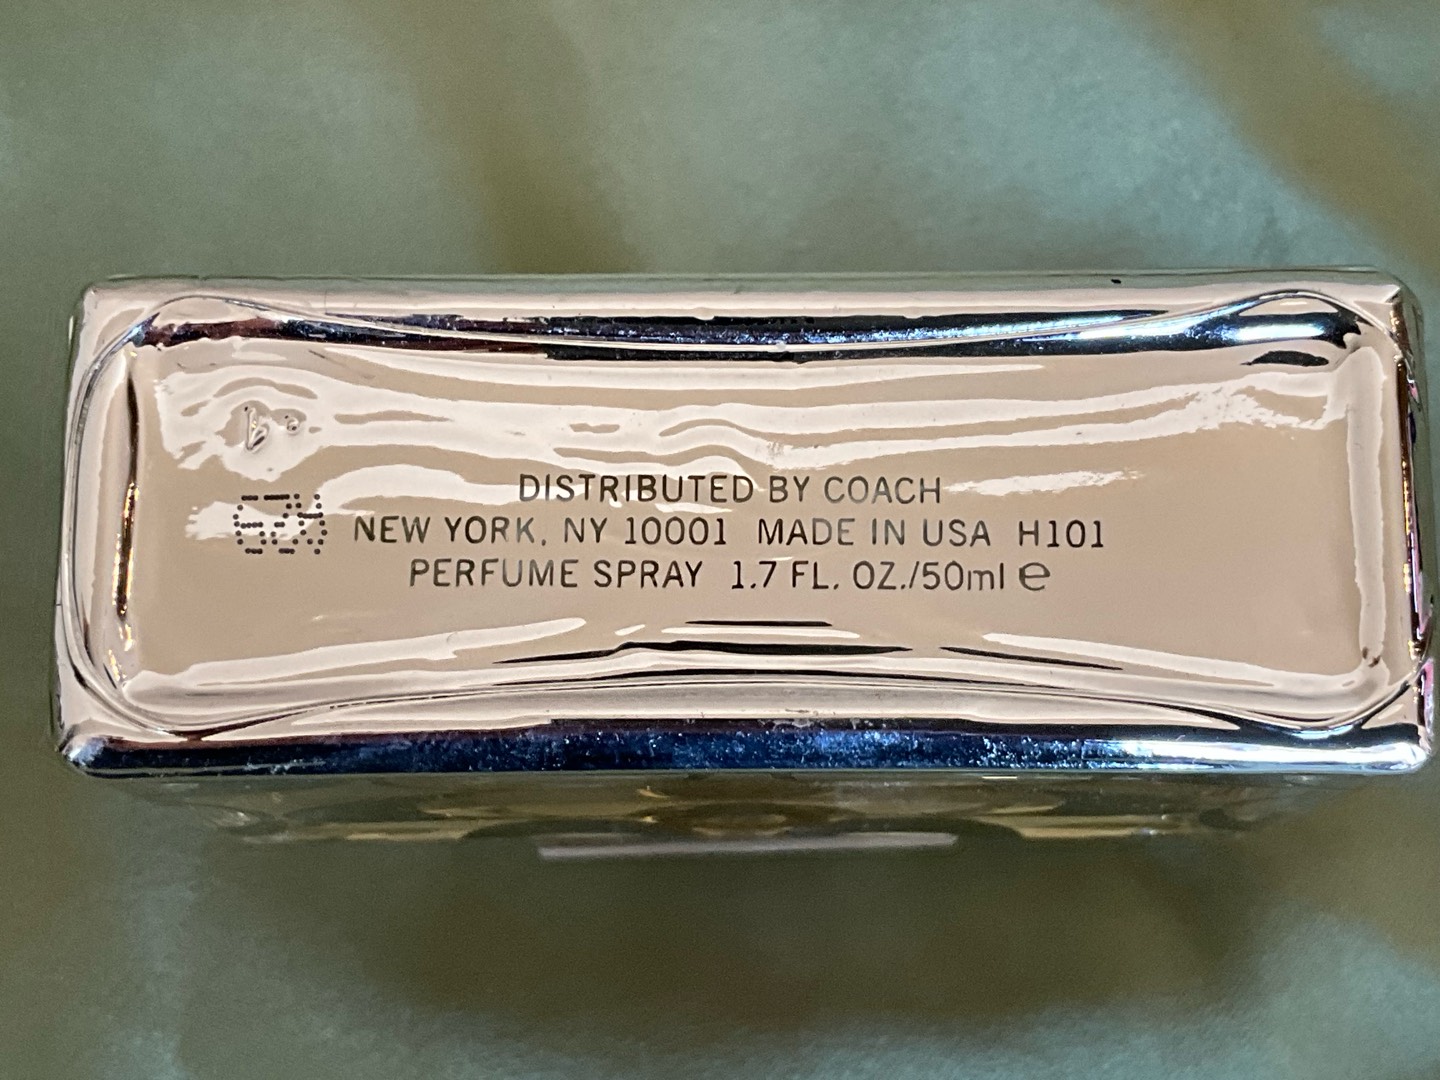 DISTRIBUTED BY COACH
NEW YORK, NY 10001 MADE IN USA H101
PERFUME SPRAY 1.7 FL. OZ./50ml ℮